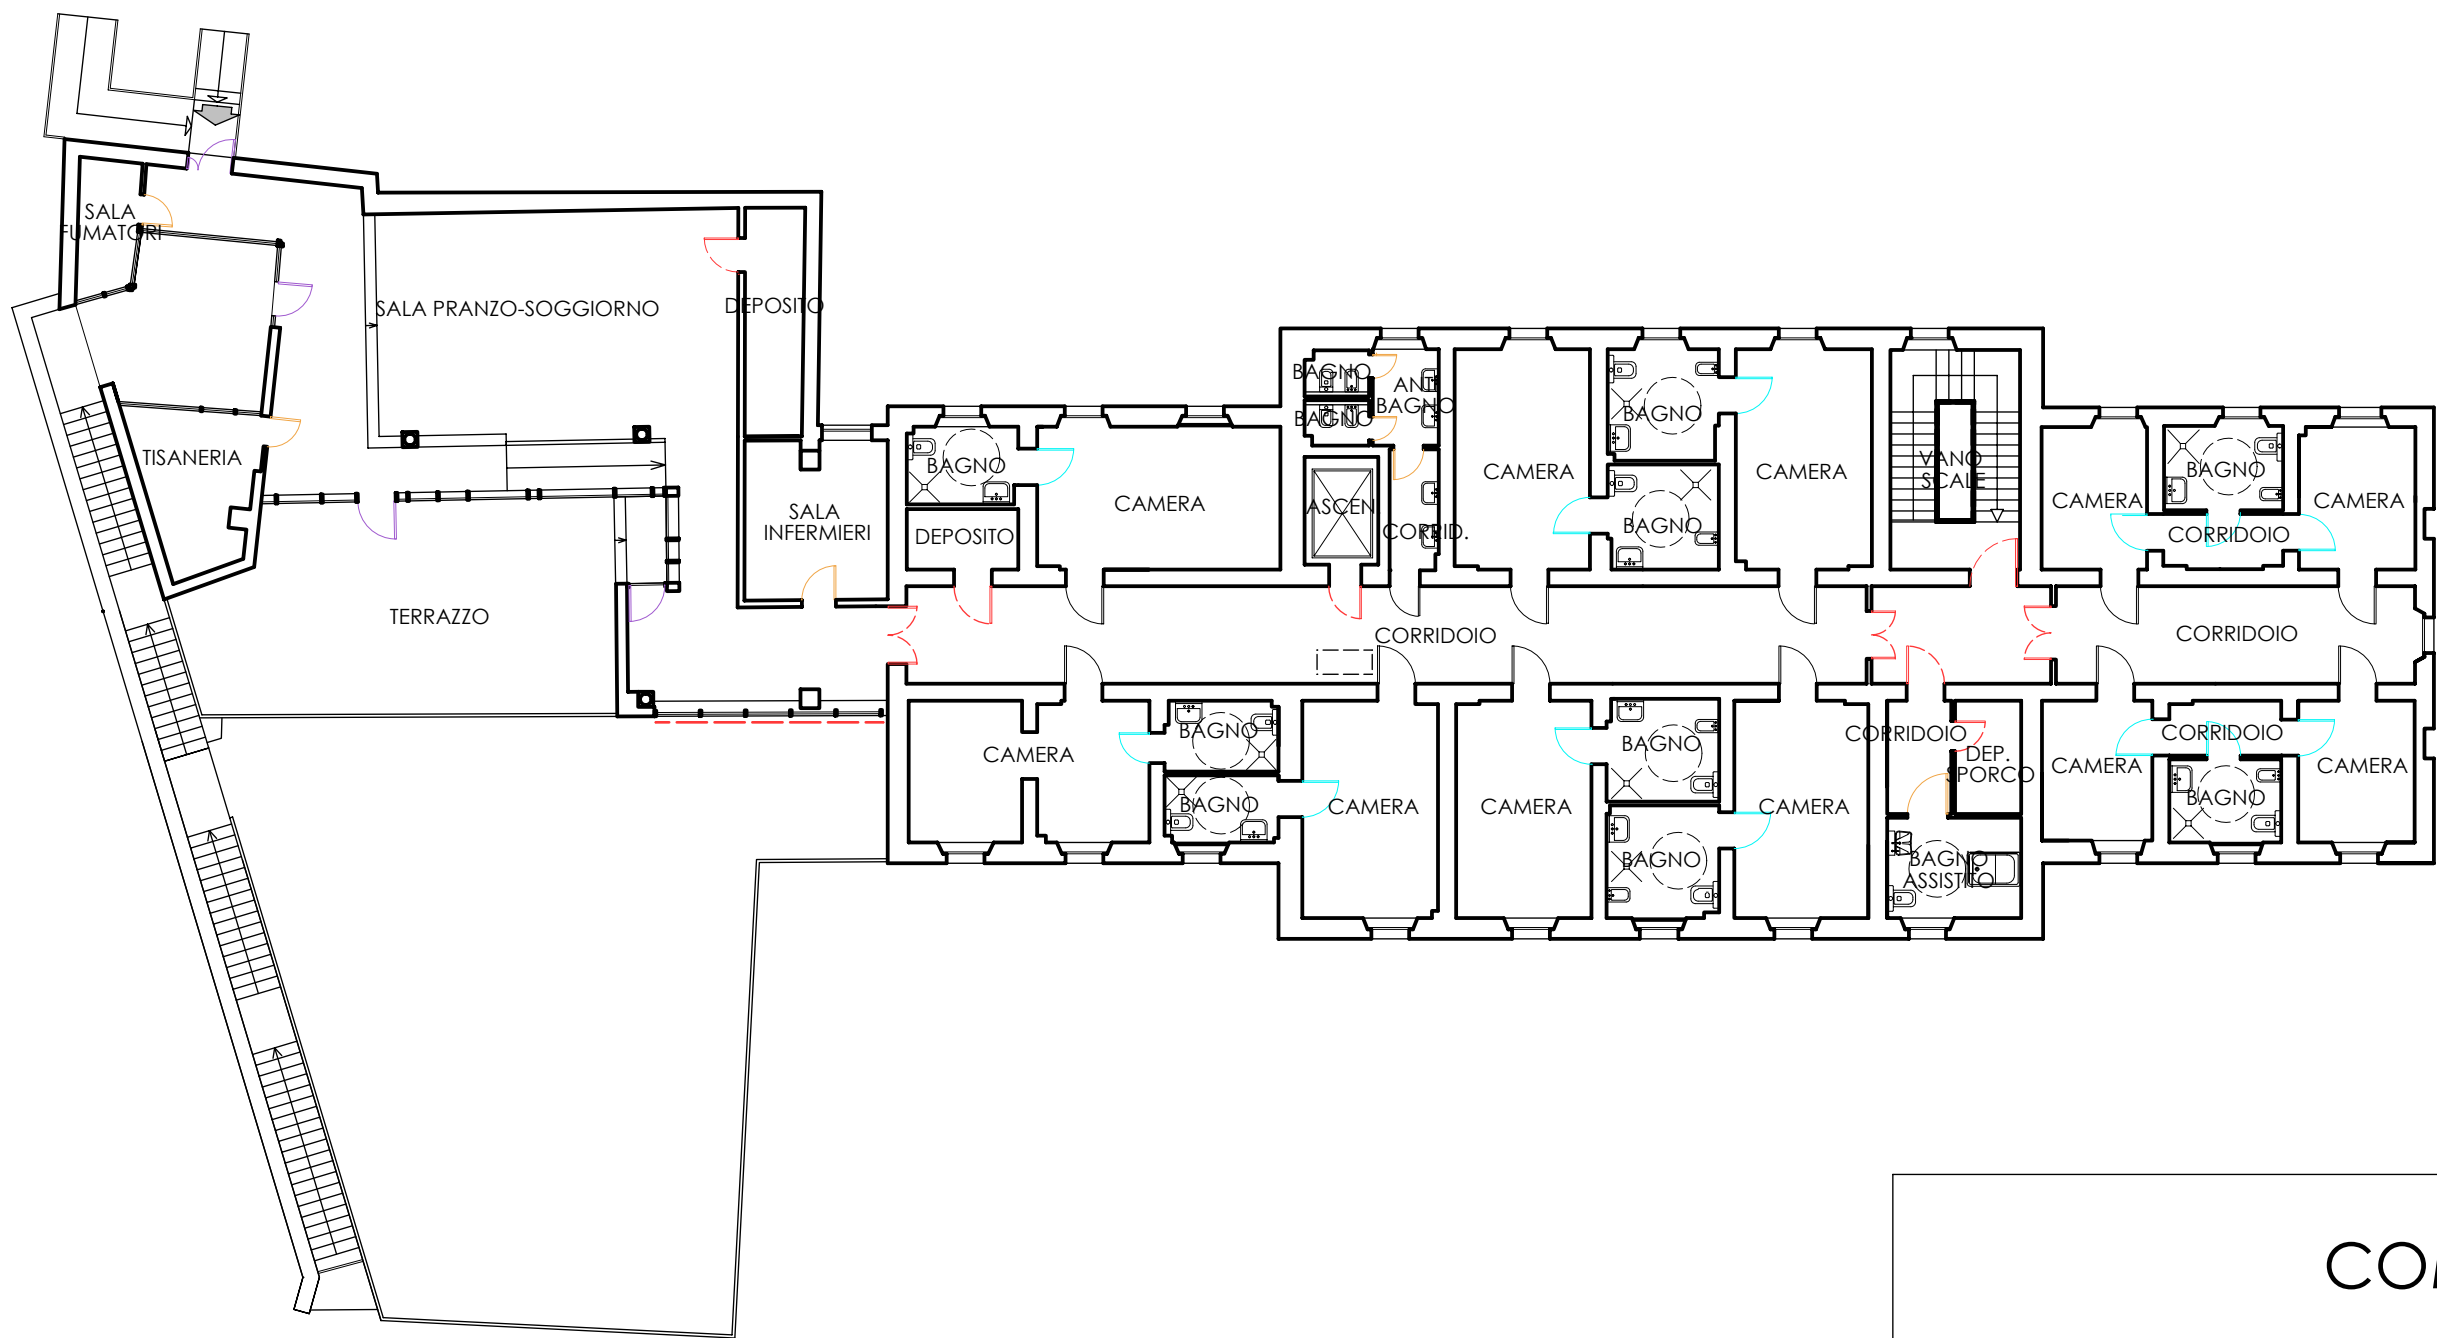 SALA
FUMATORI
SALA PRANZO-SOGGIORNO
DEPOSITO
TISANERIA
TERRAZZO
SALA
INFERMIERI
BAGNO
DEPOSITO
CAMERA
BAGNO
BAGNO
ANTI
BAGNO
ASCEN.
CORRID.
CAMERA
BAGNO
BAGNO
CAMERA
VANO
SCALE
CAMERA
BAGNO
CORRIDOIO
CAMERA
CORRIDOIO
CORRIDOIO
CAMERA
BAGNO
BAGNO
CAMERA
CAMERA
BAGNO
BAGNO
CAMERA
CORRIDOIO
DEP.
SPORCO
BAGNO
ASSISTITO
CAMERA
CORRIDOIO
BAGNO
CAMERA